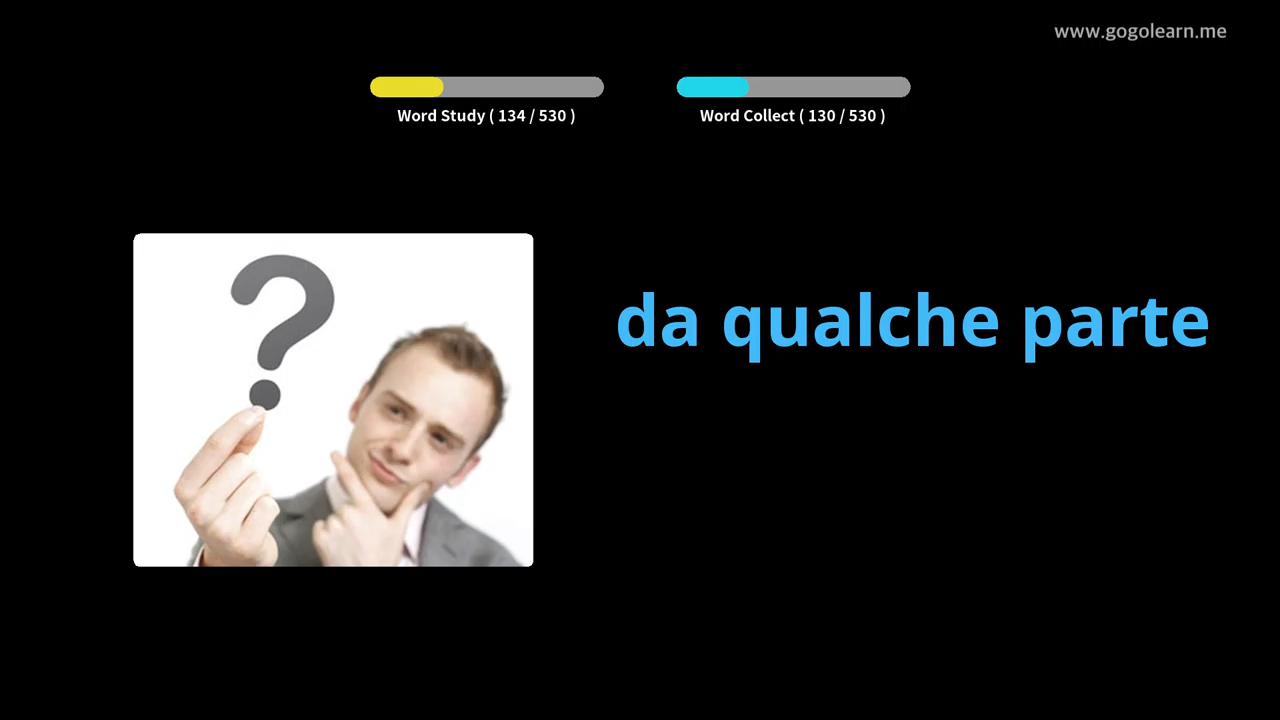 www.gogolearn.me
Word Study ( 134 / 530 )
Word Collect ( 130 / 530 )
?
da qualche parte